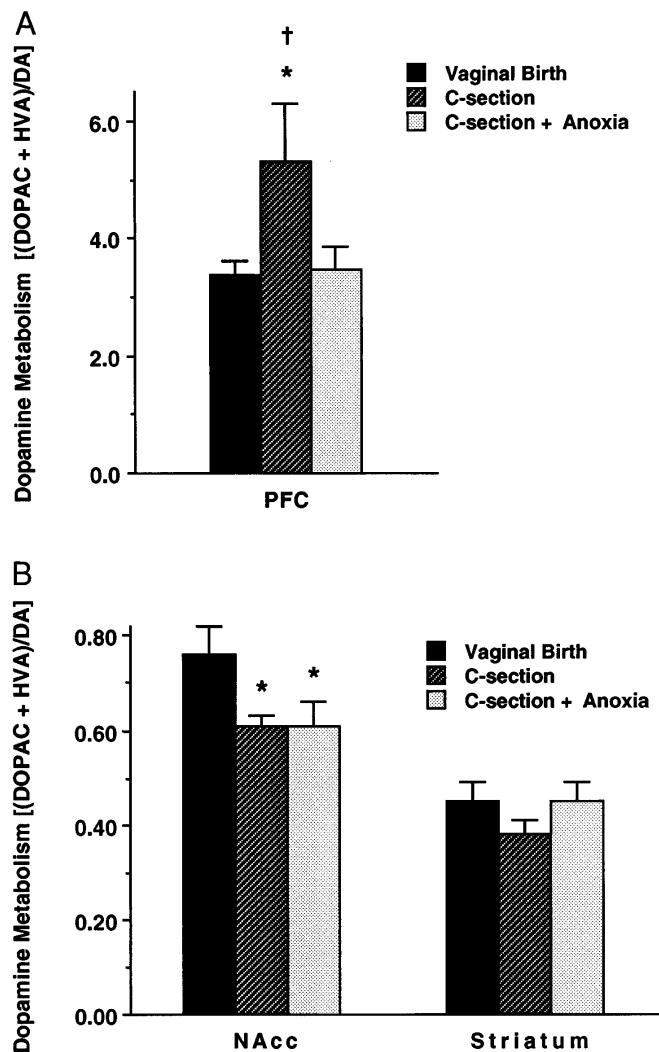 A
Dopamine Metabolism [(DOPAC + HVA)/DA]
†
*
Vaginal Birth
C-section
C-section + Anoxia
6.0
4.0
2.0
0.0
PFC
B
Dopamine Metabolism [(DOPAC + HVA)/DA]
0.80
0.60
0.40
0.20
0.00
* *
Vaginal Birth
C-section
C-section + Anoxia
NAcc Striatum